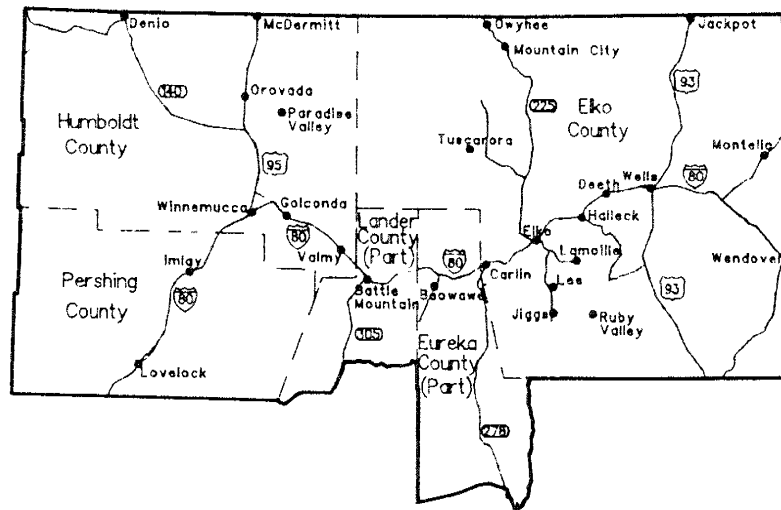 Denio
McDermitt
Owyhee
Jackpot
Mountain City
93
140
Orovada
Paradise
Valley
225
Elko
County
Humboldt
County
Tuscarora
Montello
95
Deeth
Wells
80
Winnemucca
Golconda
Lander
County
(Part)
Halleck
80
Elko
Valmy
80
Lamoille
Wendover
Imlay
Carlin
Pershing
County
Battle
Mountain
Beowawe
Lee
93
80
Jiggs
Ruby
Valley
305
Eureka
County
(Part)
Lovelock
278